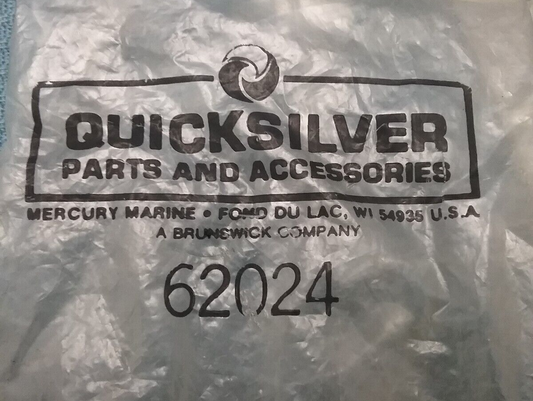 QUICKSILVER
PARTS AND ACCESSORIES
MERCURY MARINE • FOND DU LAC, WI 54935 U.S.A.
A BRUNSWICK COMPANY
62024